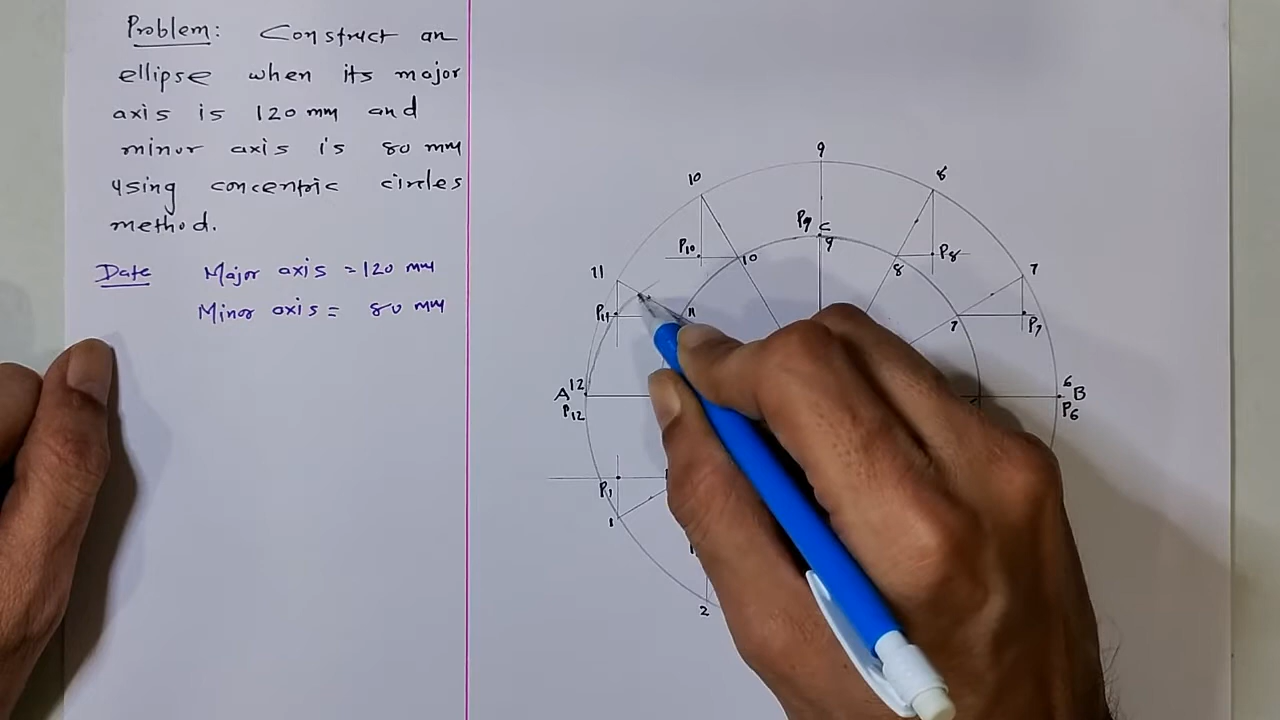 Problem: Construct an
ellipse when its major
axis is 120 mm and
minor axis is 80 mm
using concentric circles
method.
Date Major axis = 120 mm
Minor axis = 80 mm
9
10
8
P9 C
9
P10
10
8
P8
11
7
P11
11
7
P7
A 12
P12
6 B
P6
P1
1
2